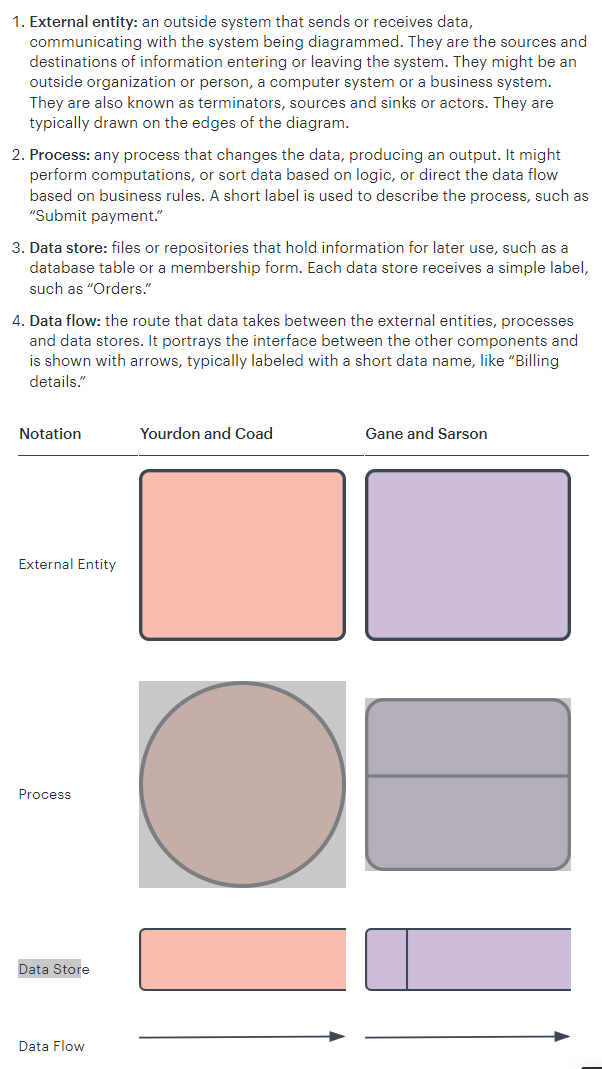 1. External entity: an outside system that sends or receives data,
communicating with the system being diagrammed. They are the sources and
destinations of information entering or leaving the system. They might be an
outside organization or person, a computer system or a business system.
They are also known as terminators, sources and sinks or actors. They are
typically drawn on the edges of the diagram.
2. Process: any process that changes the data, producing an output. It might
perform computations, or sort data based on logic, or direct the data flow
based on business rules. A short label is used to describe the process, such as
“Submit payment.”
3. Data store: files or repositories that hold information for later use, such as a
database table or a membership form. Each data store receives a simple label,
such as “Orders.”
4. Data flow: the route that data takes between the external entities, processes
and data stores. It portrays the interface between the other components and
is shown with arrows, typically labeled with a short data name, like “Billing
details.”
Notation Yourdon and Coad Gane and Sarson
External Entity
Process
Data Store
Data Flow